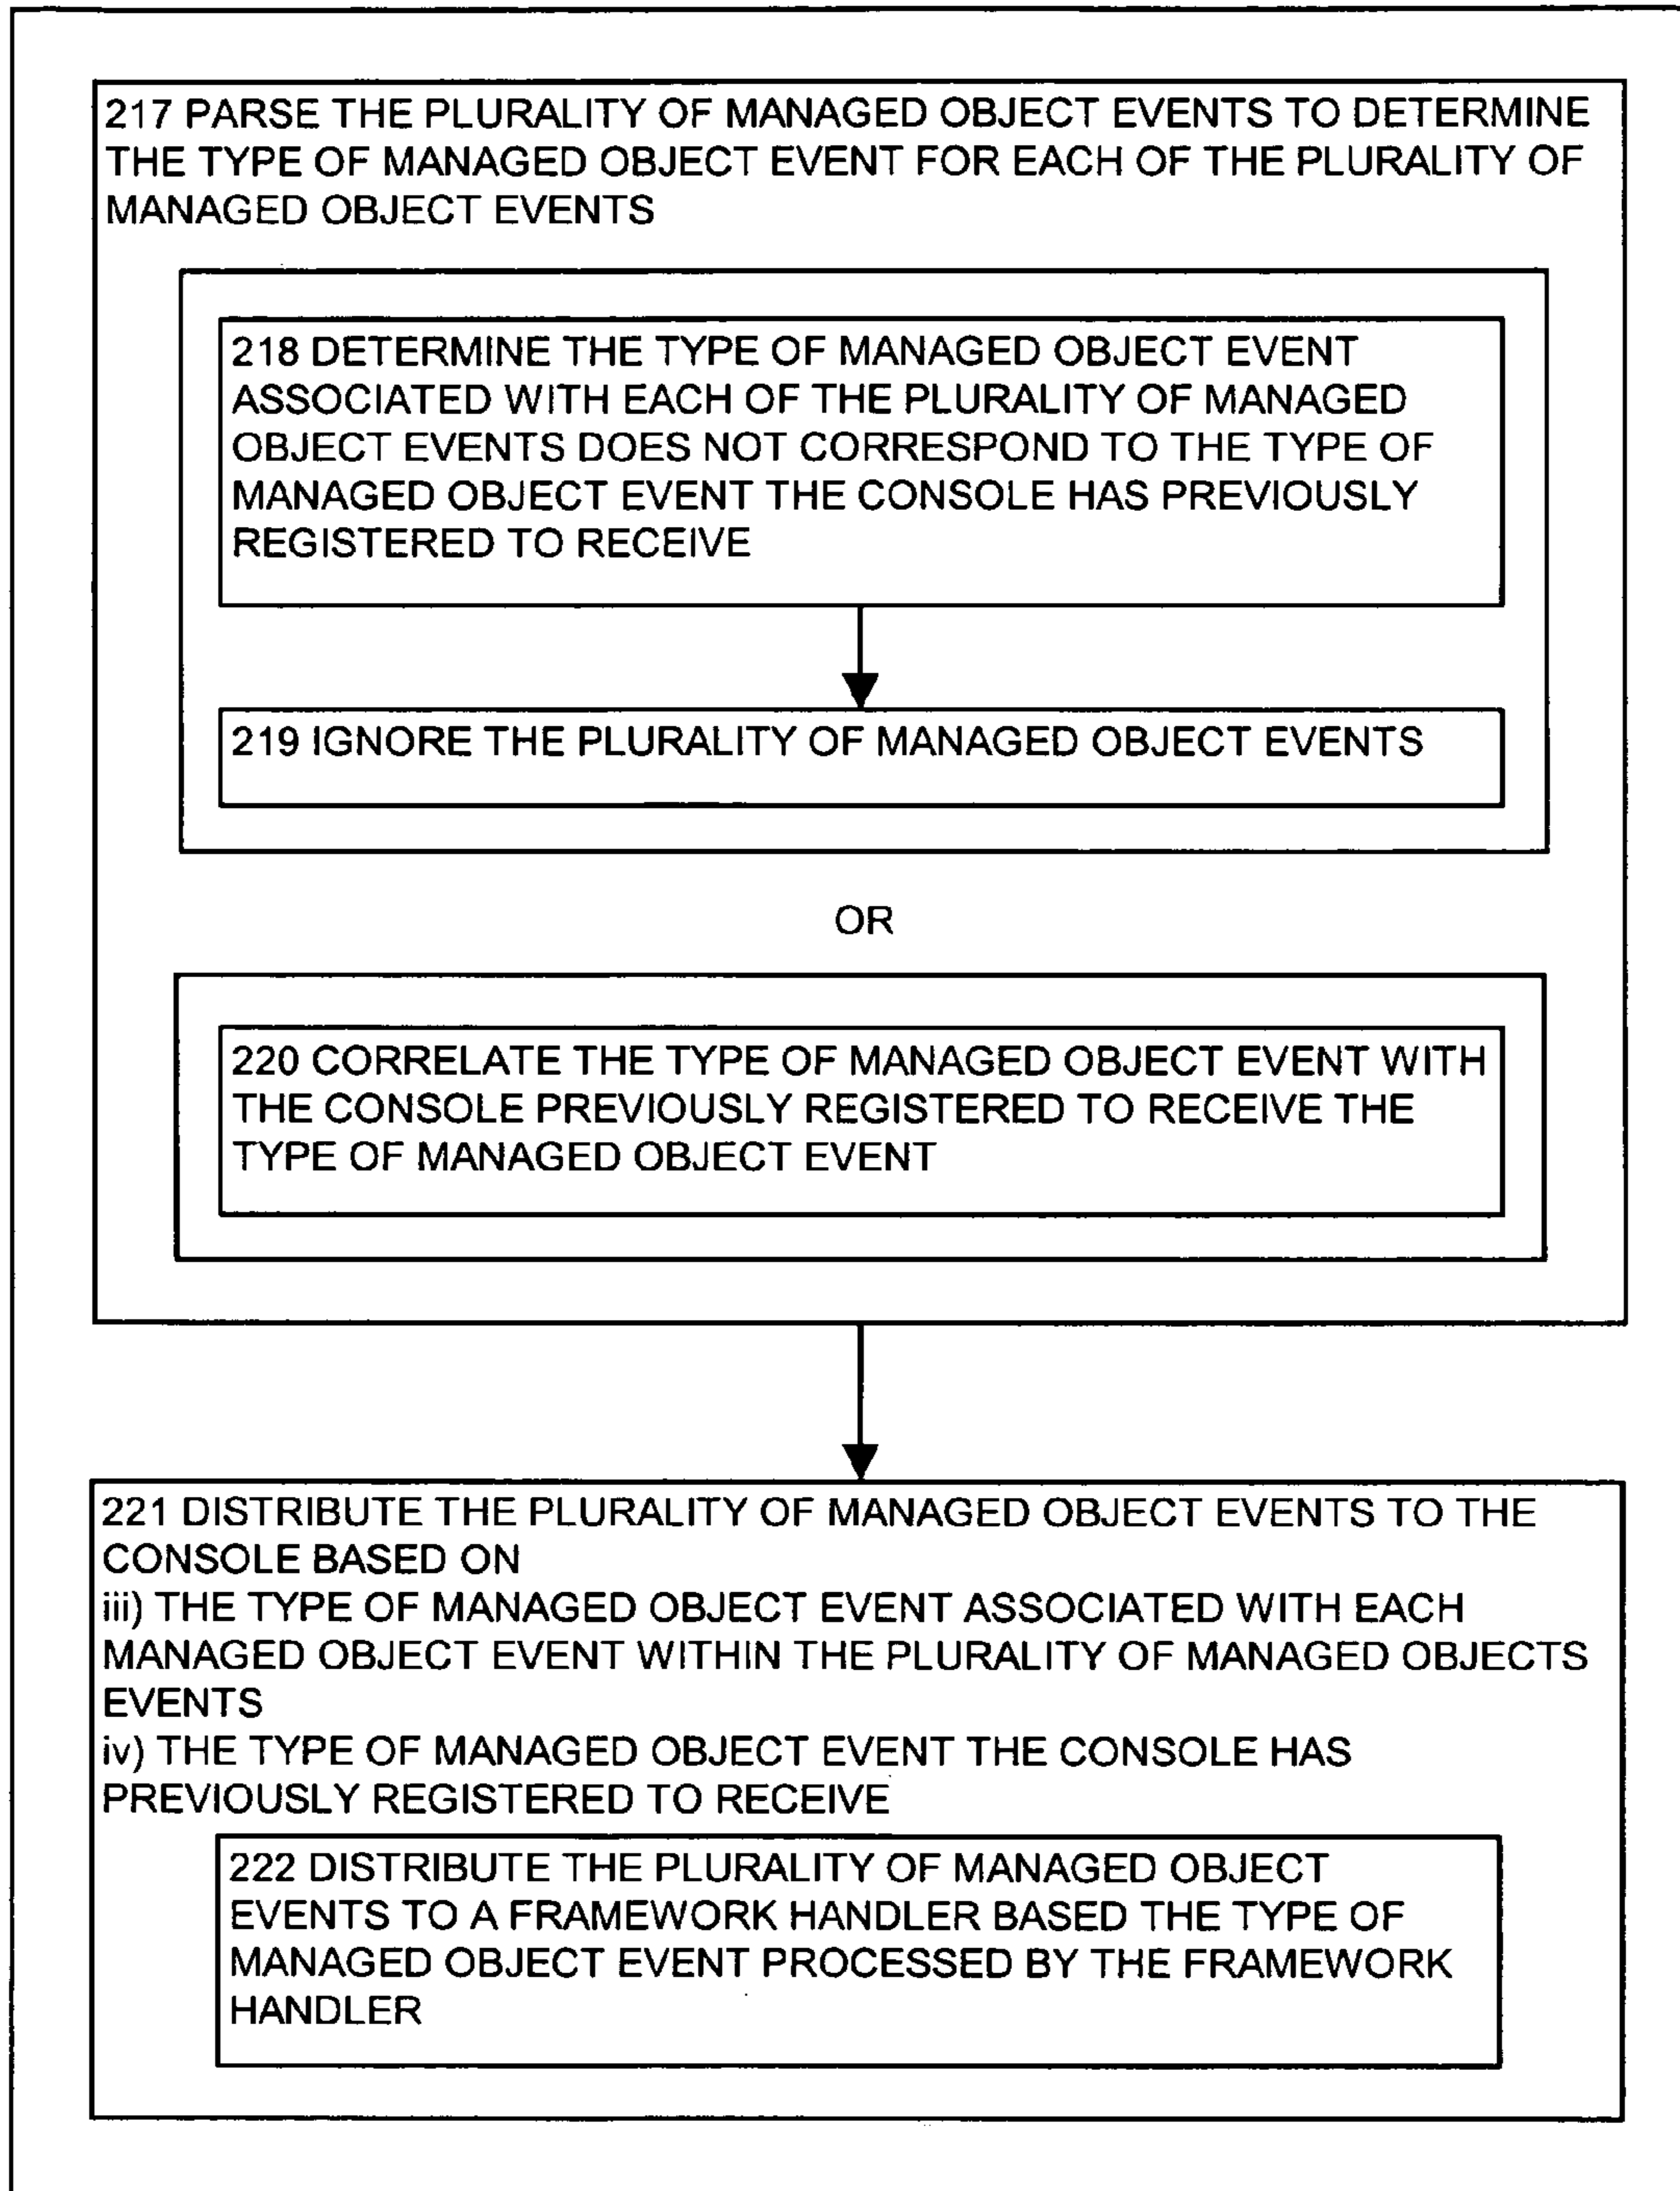 217 PARSE THE PLURALITY OF MANAGED OBJECT EVENTS TO DETERMINE
THE TYPE OF MANAGED OBJECT EVENT FOR EACH OF THE PLURALITY OF
MANAGED OBJECT EVENTS
218 DETERMINE THE TYPE OF MANAGED OBJECT EVENT
ASSOCIATED WITH EACH OF THE PLURALITY OF MANAGED
OBJECT EVENTS DOES NOT CORRESPOND TO THE TYPE OF
MANAGED OBJECT EVENT THE CONSOLE HAS PREVIOUSLY
REGISTERED TO RECEIVE
219 IGNORE THE PLURALITY OF MANAGED OBJECT EVENTS
OR
220 CORRELATE THE TYPE OF MANAGED OBJECT EVENT WITH
THE CONSOLE PREVIOUSLY REGISTERED TO RECEIVE THE
TYPE OF MANAGED OBJECT EVENT
221 DISTRIBUTE THE PLURALITY OF MANAGED OBJECT EVENTS TO THE
CONSOLE BASED ON
iii) THE TYPE OF MANAGED OBJECT EVENT ASSOCIATED WITH EACH
MANAGED OBJECT EVENT WITHIN THE PLURALITY OF MANAGED OBJECTS
EVENTS
iv) THE TYPE OF MANAGED OBJECT EVENT THE CONSOLE HAS
PREVIOUSLY REGISTERED TO RECEIVE
222 DISTRIBUTE THE PLURALITY OF MANAGED OBJECT
EVENTS TO A FRAMEWORK HANDLER BASED THE TYPE OF
MANAGED OBJECT EVENT PROCESSED BY THE FRAMEWORK
HANDLER